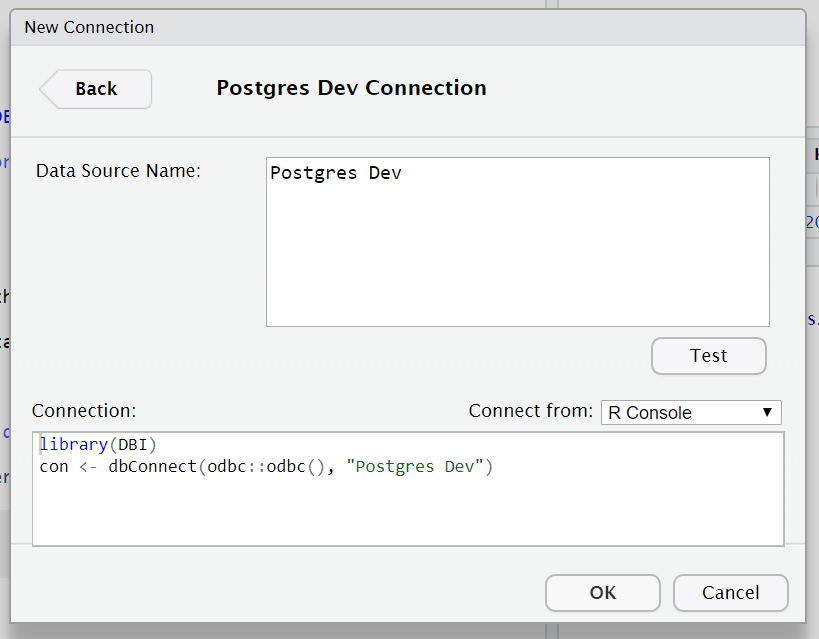 New Connection
Back
Postgres Dev Connection
Data Source Name:
Postgres Dev
Test
Connection:
Connect from:
R Console
library(DBI)
con <- dbConnect(odbc::odbc(), "Postgres Dev")
OK
Cancel